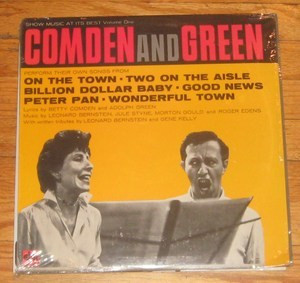 SHOW MUSIC AT ITS BEST Volume One
COMDEN AND GREEN
PERFORM THEIR OWN SONGS FROM
ON THE TOWN · TWO ON THE AISLE
BILLION DOLLAR BABY · GOOD NEWS
PETER PAN · WONDERFUL TOWN
Lyrics by BETTY COMDEN and ADOLPH GREEN
Music by LEONARD BERNSTEIN, JULE STYNE, MORTON GOULD and ROGER EDENS
With written tributes by LEONARD BERNSTEIN and GENE KELLY